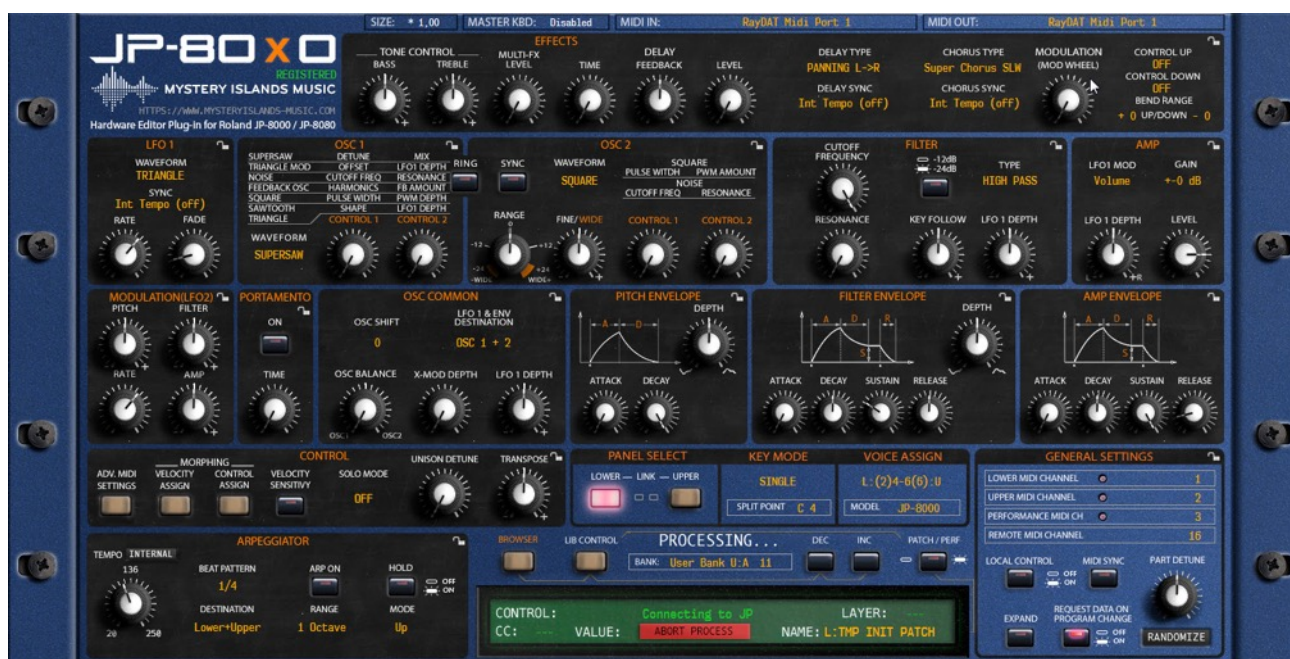 SIZE: * 1,00 MASTER KBD: Disabled MIDI IN: RayDAT Midi Port 1 MIDI OUT: RayDAT Midi Port 1
JP-80X0
REGISTERED
MYSTERY ISLANDS MUSIC
HTTPS://WWW.MYSTERYISLANDS-MUSIC.COM
Hardware Editor Plug-in for Roland JP-8000 / JP-8080
EFFECTS
TONE CONTROL
BASS TREBLE
MULTI-FX
LEVEL
TIME
DELAY
FEEDBACK
LEVEL
DELAY TYPE
PANNING L->R
DELAY SYNC
Int Tempo (off)
CHORUS TYPE
Super Chorus SLW
CHORUS SYNC
Int Tempo (off)
MODULATION
(MOD WHEEL)
CONTROL UP
OFF
CONTROL DOWN
OFF
BEND RANGE
+ 0 UP/DOWN - 0
LFO 1
WAVEFORM
TRIANGLE
SYNC
Int Tempo (off)
RATE FADE
OSC 1
SUPERSAW DETUNE MIX
TRIANGLE MOD OFFSET LFO1 DEPTH
NOISE CUTOFF FREQ RESONANCE
FEEDBACK OSC HARMONICS FB AMOUNT
SQUARE PULSE WIDTH PWM DEPTH
SAWTOOTH SHAPE LFO1 DEPTH
TRIANGLE CONTROL 1 CONTROL 2
WAVEFORM
SUPERSAW
RING
SYNC
OSC 2
WAVEFORM
SQUARE
SQUARE
PULSE WITDH PWM AMOUNT
NOISE
CUTOFF FREQ RESONANCE
RANGE
0
-12 +12
-24 +24
-WIDE WIDE+
FINE/WIDE
CONTROL 1 CONTROL 2
FILTER
CUTOFF
FREQUENCY
-12dB
-24dB
TYPE
HIGH PASS
RESONANCE KEY FOLLOW LFO 1 DEPTH
AMP
LFO1 MOD GAIN
Volume +-0 dB
LFO 1 DEPTH LEVEL
L R
MODULATION(LFO2)
PITCH FILTER
RATE AMP
PORTAMENTO
ON
TIME
OSC COMMON
OSC SHIFT
0
LFO 1 & ENV
DESTINATION
OSC 1 + 2
OSC BALANCE X-MOD DEPTH LFO 1 DEPTH
OSC1 OSC2
PITCH ENVELOPE
DEPTH
A D
ATTACK DECAY
FILTER ENVELOPE
DEPTH
A D R
S
ATTACK DECAY SUSTAIN RELEASE
AMP ENVELOPE
A D R
S
ATTACK DECAY SUSTAIN RELEASE
CONTROL
ADV. MIDI
SETTINGS
MORPHING
VELOCITY
ASSIGN
CONTROL
ASSIGN
VELOCITY
SENSITIVY
SOLO MODE
OFF
UNISON DETUNE TRANSPOSE
PANEL SELECT
LOWER — LINK — UPPER
KEY MODE
SINGLE
SPLIT POINT C 4
VOICE ASSIGN
L:(2)4-6(6):U
MODEL JP-8000
GENERAL SETTINGS
LOWER MIDI CHANNEL 1
UPPER MIDI CHANNEL 2
PERFORMANCE MIDI CH 3
REMOTE MIDI CHANNEL 16
LOCAL CONTROL
OFF
ON
MIDI SYNC
PART DETUNE
EXPAND
REQUEST DATA ON
PROGRAM CHANGE
OFF
ON
RANDOMIZE
ARPEGGIATOR
TEMPO INTERNAL
136
20 250
BEAT PATTERN
1/4
DESTINATION
Lower+Upper
ARP ON
RANGE
1 Octave
HOLD
OFF
ON
MODE
Up
BROWSER LIB CONTROL PROCESSING... DEC INC PATCH / PERF
BANK: User Bank U:A 11
CONTROL: Connecting to JP LAYER: ---
CC: --- VALUE: ABORT PROCESS NAME: L:TMP INIT PATCH